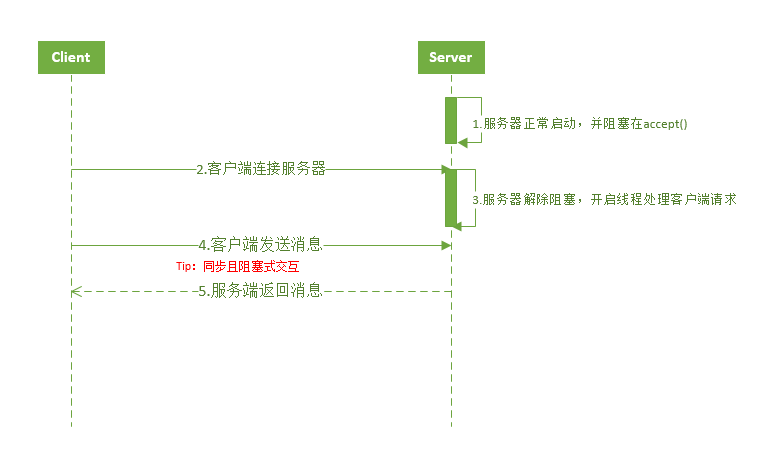 Client
Server
1.服务器正常启动，并阻塞在accept()
2.客户端连接服务器
3.服务器解除阻塞，开启线程处理客户端请求
4.客户端发送消息
Tip：同步且阻塞式交互
5.服务端返回消息